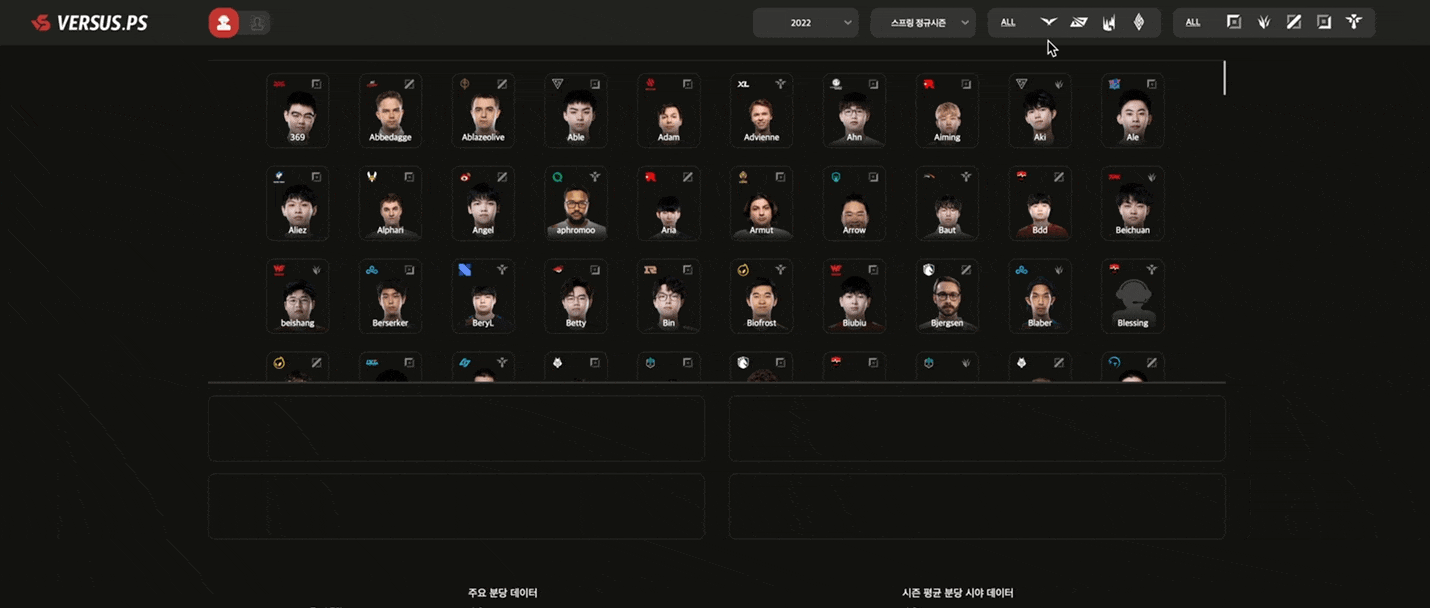 VERSUS.PS
2022
스프링 정규시즌
ALL
ALL
369
Abbedagge
Ablazeolive
Able
Adam
Advienne
Ahn
Aiming
Aki
Ale
Aliez
Alphari
Angel
aphromoo
Aria
Armut
Arrow
Baut
Bdd
Beichuan
beishang
Berserker
BeryL
Betty
Bin
Biofrost
Biubiu
Bjergsen
Blaber
Blessing
주요 분당 데이터
시즌 평균 분당 시야 데이터